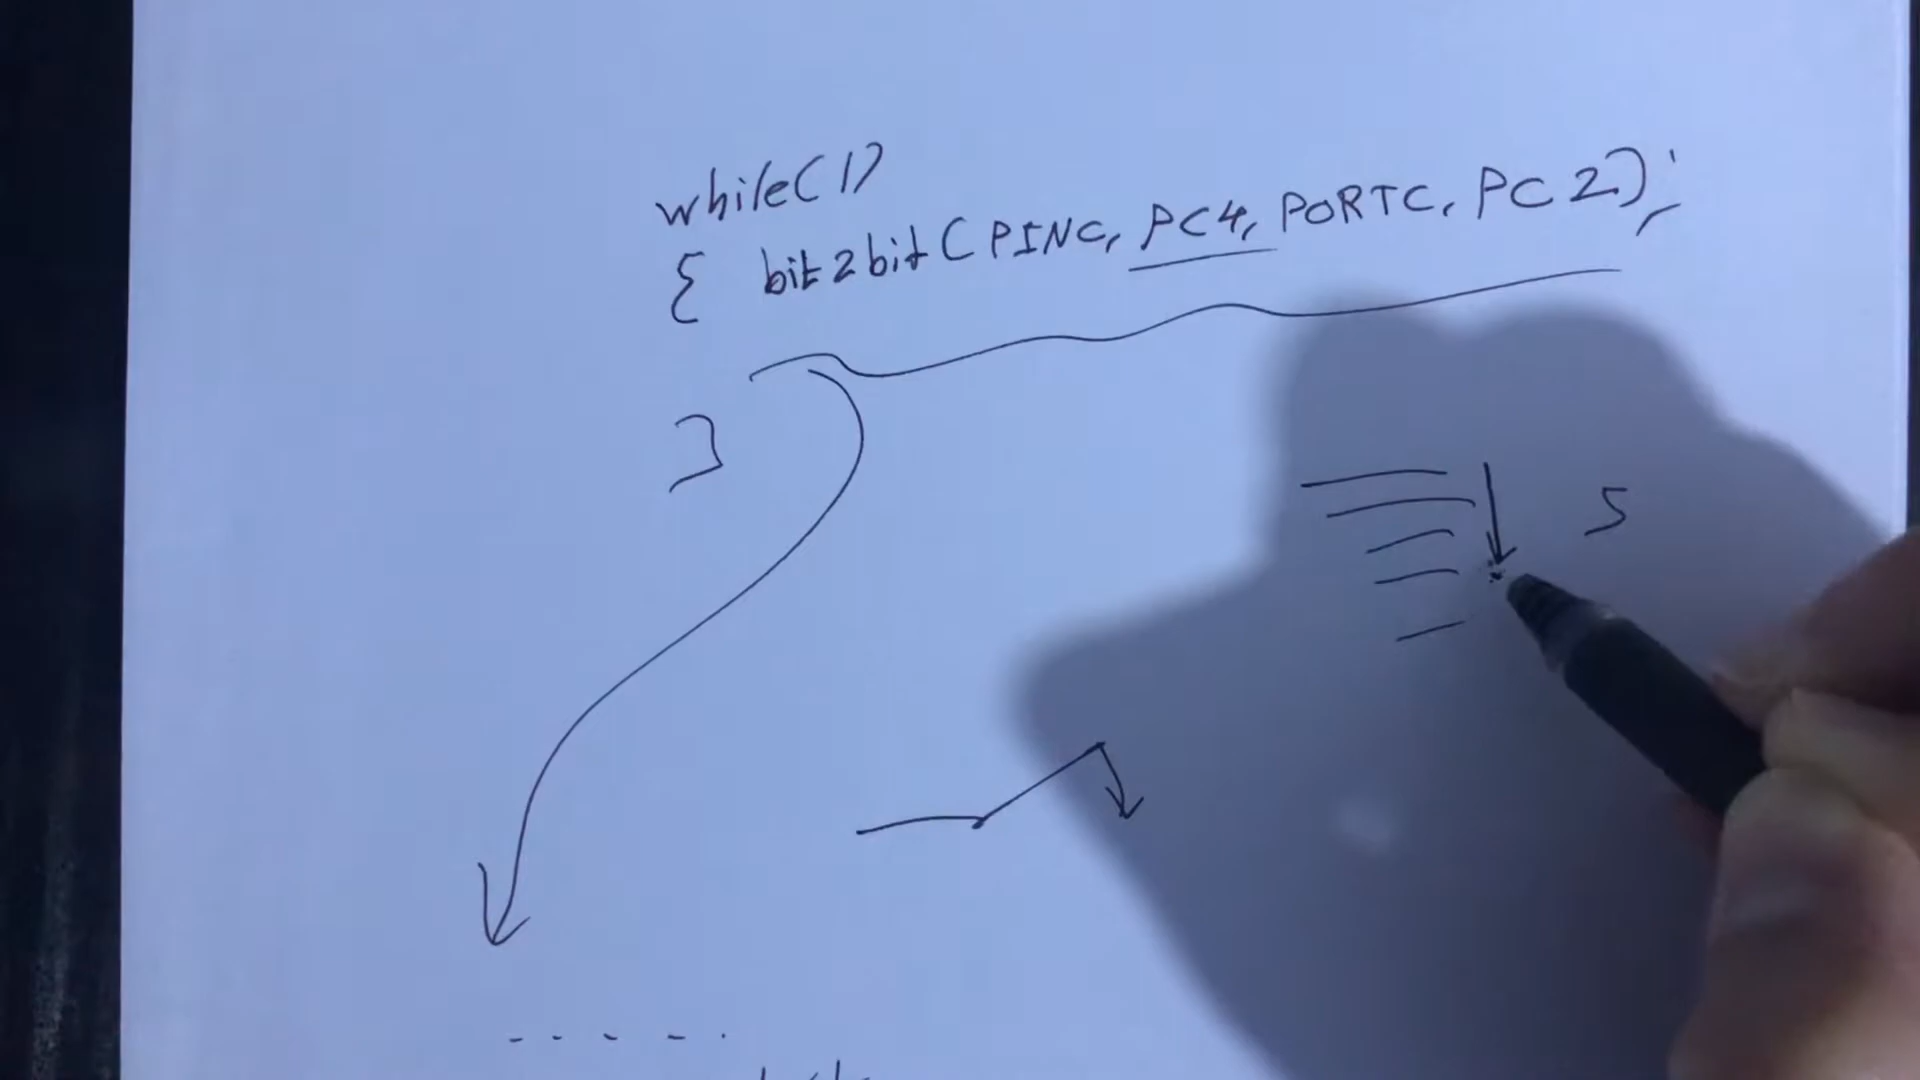 while(1)
{ bit2bit(PINC, PC4, PORTC, PC2);
}
5